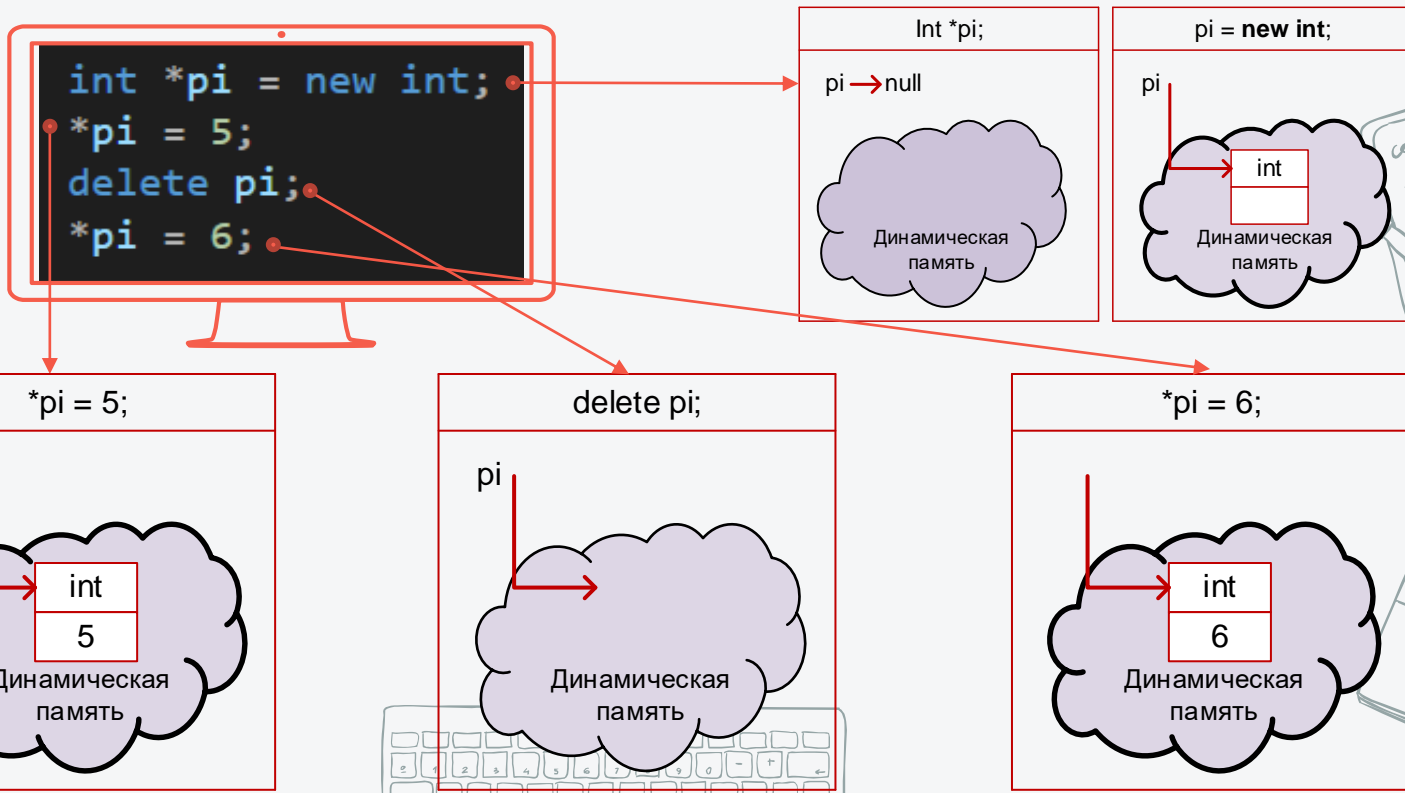 int *pi = new int;
*pi = 5;
delete pi;
*pi = 6;
Int *pi;
pi
null
Динамическая
память
pi = new int;
pi
int
Динамическая
память
*pi = 5;
int
5
Динамическая
память
delete pi;
pi
Динамическая
память
*pi = 6;
int
6
Динамическая
память